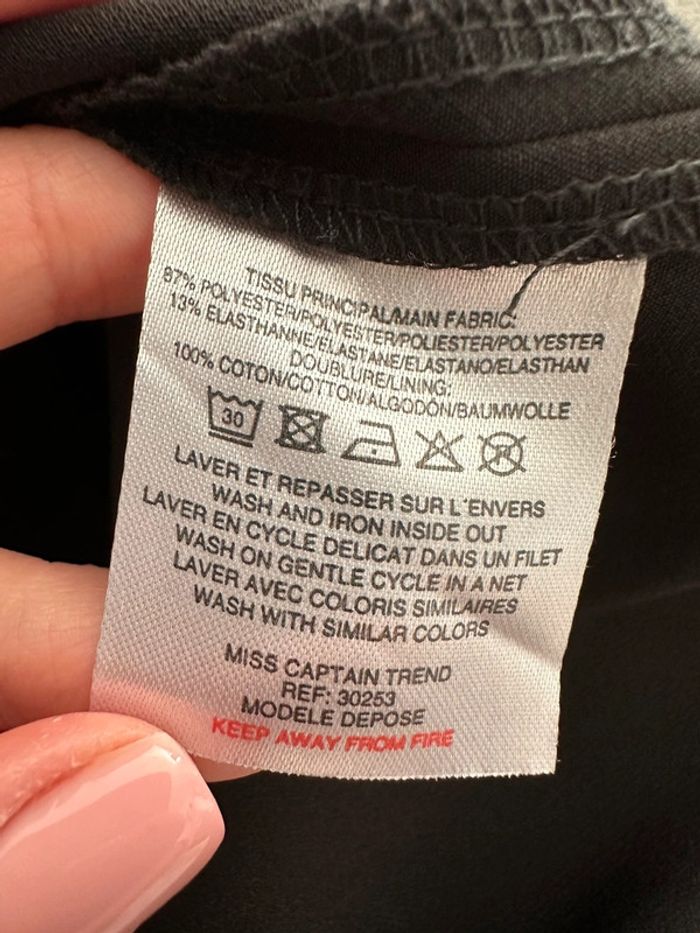 TISSU PRINCIPAL/MAIN FABRIC:
87% POLYESTER/POLYESTER/POLIESTER/POLYESTER
13% ELASTHANNE/ELASTANE/ELASTANO/ELASTHAN
DOUBLURE/LINING:
100% COTON/COTTON/ALGODON/BAUMWOLLE
30
LAVER ET REPASSER SUR L'ENVERS
WASH AND IRON INSIDE OUT
LAVER EN CYCLE DELICAT DANS UN FILET
WASH ON GENTLE CYCLE IN A NET
LAVER AVEC COLORIS SIMILAIRES
WASH WITH SIMILAR COLORS
MISS CAPTAIN TREND
REF: 30253
MODELE DEPOSE
KEEP AWAY FROM FIRE